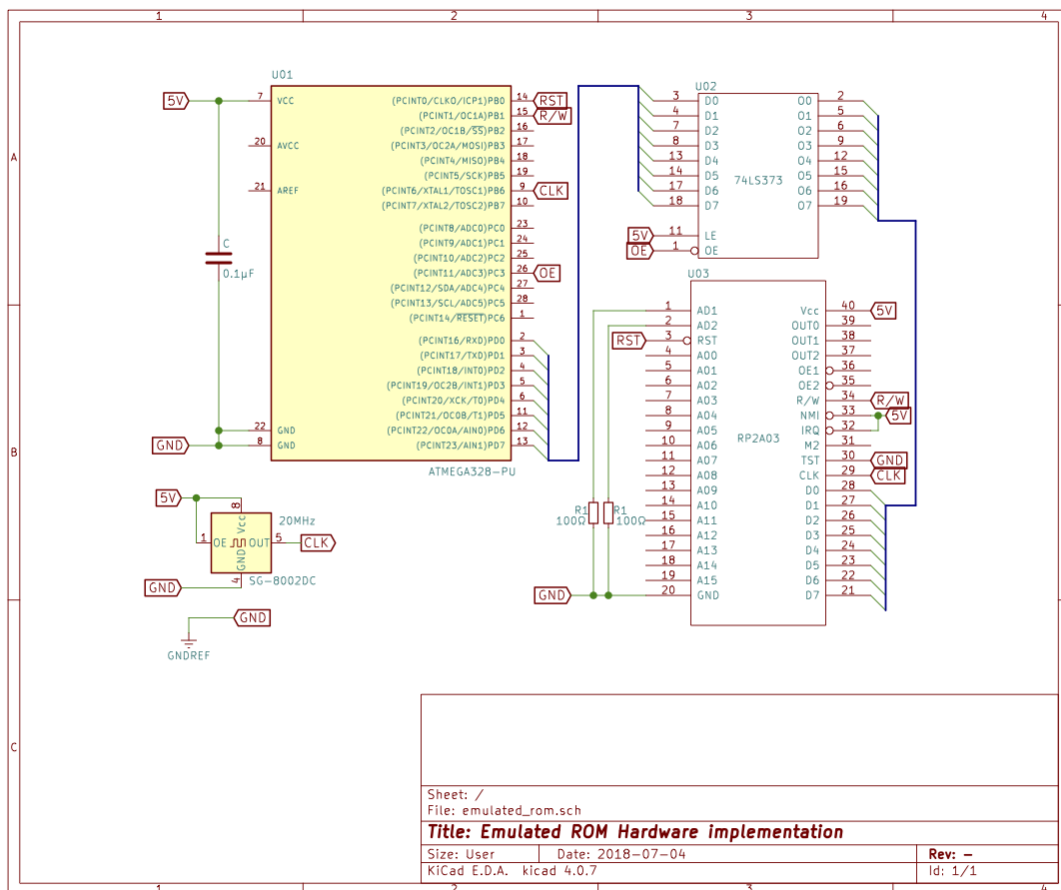 1 2 3 4
A
B
C
U01
5V
7 VCC
20 AVCC
21 AREF
22 GND
8 GND
GND
C
0.1µF
(PCINT0/CLKO/ICP1)PB0 14 RST
(PCINT1/OC1A)PB1 15 R/W
(PCINT2/OC1B/SS)PB2 16
(PCINT3/OC2A/MOSI)PB3 17
(PCINT4/MISO)PB4 18
(PCINT5/SCK)PB5 19
(PCINT6/XTAL1/TOSC1)PB6 9 CLK
(PCINT7/XTAL2/TOSC2)PB7 10
(PCINT8/ADC0)PC0 23
(PCINT9/ADC1)PC1 24
(PCINT10/ADC2)PC2 25
(PCINT11/ADC3)PC3 26 OE
(PCINT12/SDA/ADC4)PC4 27
(PCINT13/SCL/ADC5)PC5 28
(PCINT14/RESET)PC6 1
(PCINT16/RXD)PD0 2
(PCINT17/TXD)PD1 3
(PCINT18/INT0)PD2 4
(PCINT19/OC2B/INT1)PD3 5
(PCINT20/XCK/T0)PD4 6
(PCINT21/OC0B/T1)PD5 11
(PCINT22/OC0A/AIN0)PD6 12
(PCINT23/AIN1)PD7 13
ATMEGA328-PU
U02
3 D0 O0 2
4 D1 O1 5
7 D2 O2 6
8 D3 O3 9
13 D4 O4 12
14 D5 O5 15
17 D6 O6 16
18 D7 O7 19
74LS373
5V 11 LE
OE 1 OE
U03
1 AD1 Vcc 40 5V
2 AD2 OUT0 39
RST 3 RST OUT1 38
4 A00 OUT2 37
5 A01 OE1 36
6 A02 OE2 35
7 A03 R/W 34 R/W
8 A04 NMI 33 5V
9 A05 IRQ 32
10 A06 M2 31
11 A07 TST 30 GND
12 A08 CLK 29 CLK
13 A09 D0 28
14 A10 D1 27
15 A11 D2 26
16 A12 D3 25
17 A13 D4 24
18 A14 D5 23
19 A15 D6 22
GND 20 GND D7 21
RP2A03
R1
100Ω
R1
100Ω
5V
8
Vcc
20MHz
1 OE OUT 5 CLK
GND
4
SG-8002DC
GND
GND
GNDREF
Sheet: /
File: emulated_rom.sch
Title: Emulated ROM Hardware implementation
Size: User Date: 2018-07-04 Rev: -
KiCad E.D.A. kicad 4.0.7 Id: 1/1
1 2 3 4